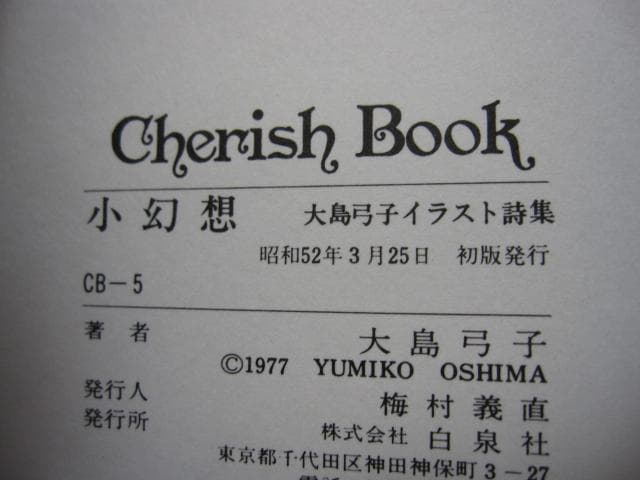 Cherish Book
小幻想 大島弓子イラスト詩集
昭和52年3月25日 初版発行
CB-5
著者 大島弓子
©1977 YUMIKO OSHIMA
発行人 梅村義直
発行所 株式会社 白泉社
東京都千代田区神田神保町3-27